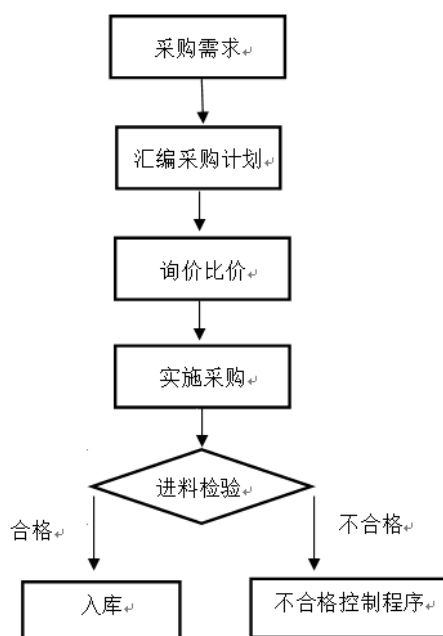 采购需求
汇编采购计划
询价比价
实施采购
进料检验
合格
不合格
入库
不合格控制程序